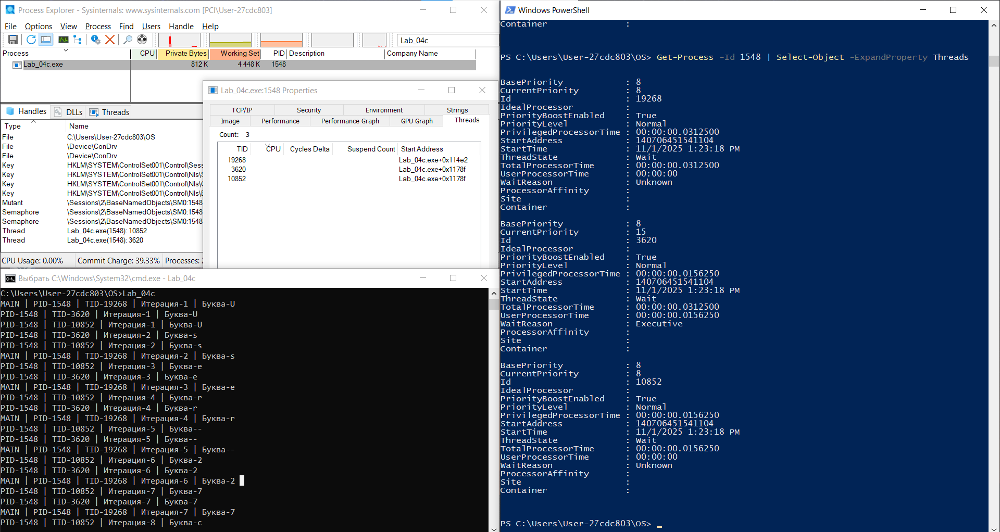 Process Explorer - Sysinternals: www.sysinternals.com [PCI\User-27cdc803]
File Options View Process Find Users Handle Help
Lab_04c
Process CPU Private Bytes Working Set PID Description Company Name
Lab_04c.exe 812 K 4 448 K 1548
Handles DLLs Threads
Type Name
File C:\Users\User-27cdc803\OS
File \Device\ConDrv
File \Device\ConDrv
Key HKLM\SYSTEM\ControlSet001\Control\Sess
Key HKLM\SYSTEM\ControlSet001\Control\Nls\S
Key HKLM\SYSTEM\ControlSet001\Control\Nls\C
Key HKLM\SYSTEM\ControlSet001\Control\Nls\E
Mutant \Sessions\2\BaseNamedObjects\SM0:1548
Semaphore \Sessions\2\BaseNamedObjects\SM0:1548
Semaphore \Sessions\2\BaseNamedObjects\SM0:1548
Thread Lab_04c.exe(1548): 10852
Thread Lab_04c.exe(1548): 3620
CPU Usage: 0.00% Commit Charge: 39.33% Processes:
Lab_04c.exe:1548 Properties
TCP/IP Security Environment Strings
Image Performance Performance Graph GPU Graph Threads
Count: 3
TID CPU Cycles Delta Suspend Count Start Address
19268 Lab_04c.exe+0x114e2
3620 Lab_04c.exe+0x1178f
10852 Lab_04c.exe+0x1178f
Выбрать C:\Windows\System32\cmd.exe - Lab_04c
C:\Users\User-27cdc803\OS>Lab_04c
MAIN | PID-1548 | TID-19268 | Итерация-1 | Буква-U
PID-1548 | TID-3620 | Итерация-1 | Буква-U
PID-1548 | TID-10852 | Итерация-1 | Буква-U
PID-1548 | TID-3620 | Итерация-2 | Буква-s
PID-1548 | TID-10852 | Итерация-2 | Буква-s
MAIN | PID-1548 | TID-19268 | Итерация-2 | Буква-s
PID-1548 | TID-10852 | Итерация-3 | Буква-e
PID-1548 | TID-3620 | Итерация-3 | Буква-e
MAIN | PID-1548 | TID-19268 | Итерация-3 | Буква-e
PID-1548 | TID-10852 | Итерация-4 | Буква-r
PID-1548 | TID-3620 | Итерация-4 | Буква-r
MAIN | PID-1548 | TID-19268 | Итерация-4 | Буква-r
PID-1548 | TID-10852 | Итерация-5 | Буква--
PID-1548 | TID-3620 | Итерация-5 | Буква--
MAIN | PID-1548 | TID-19268 | Итерация-5 | Буква--
PID-1548 | TID-10852 | Итерация-6 | Буква-2
PID-1548 | TID-3620 | Итерация-6 | Буква-2
MAIN | PID-1548 | TID-19268 | Итерация-6 | Буква-2
PID-1548 | TID-10852 | Итерация-7 | Буква-7
PID-1548 | TID-3620 | Итерация-7 | Буква-7
MAIN | PID-1548 | TID-19268 | Итерация-7 | Буква-7
PID-1548 | TID-10852 | Итерация-8 | Буква-c
Windows PowerShell
Container :
PS C:\Users\User-27cdc803\OS> Get-Process -Id 1548 | Select-Object -ExpandProperty Threads
BasePriority : 8
CurrentPriority : 8
Id : 19268
IdealProcessor :
PriorityBoostEnabled : True
PriorityLevel : Normal
PrivilegedProcessorTime : 00:00:00.0312500
StartAddress : 140706451541104
StartTime : 11/1/2025 1:23:18 PM
ThreadState : Wait
TotalProcessorTime : 00:00:00.0312500
UserProcessorTime : 00:00:00
WaitReason : Unknown
ProcessorAffinity :
Site :
Container :
BasePriority : 8
CurrentPriority : 15
Id : 3620
IdealProcessor :
PriorityBoostEnabled : True
PriorityLevel : Normal
PrivilegedProcessorTime : 00:00:00.0156250
StartAddress : 140706451541104
StartTime : 11/1/2025 1:23:18 PM
ThreadState : Wait
TotalProcessorTime : 00:00:00.0312500
UserProcessorTime : 00:00:00.0156250
WaitReason : Executive
ProcessorAffinity :
Site :
Container :
BasePriority : 8
CurrentPriority : 8
Id : 10852
IdealProcessor :
PriorityBoostEnabled : True
PriorityLevel : Normal
PrivilegedProcessorTime : 00:00:00.0156250
StartAddress : 140706451541104
StartTime : 11/1/2025 1:23:18 PM
ThreadState : Wait
TotalProcessorTime : 00:00:00.0156250
UserProcessorTime : 00:00:00
WaitReason : Unknown
ProcessorAffinity :
Site :
Container :
PS C:\Users\User-27cdc803\OS>